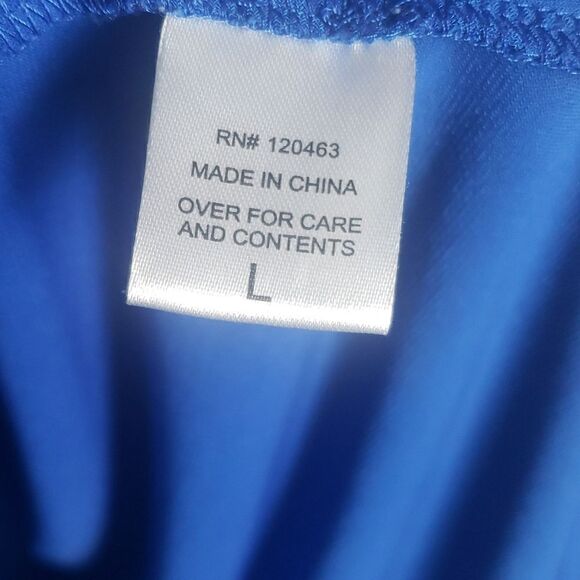 RN# 120463
MADE IN CHINA
OVER FOR CARE
AND CONTENTS
L